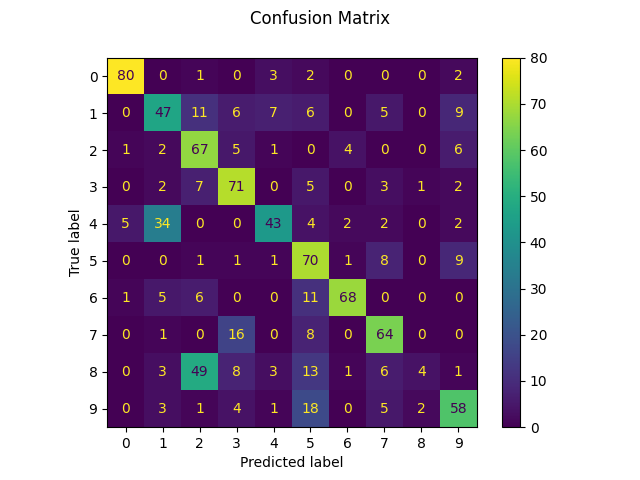 Confusion Matrix
0 80 0 1 0 3 2 0 0 0 2
1 0 47 11 6 7 6 0 5 0 9
2 1 2 67 5 1 0 4 0 0 6
3 0 2 7 71 0 5 0 3 1 2
4 5 34 0 0 43 4 2 2 0 2
5 0 0 1 1 1 70 1 8 0 9
6 1 5 6 0 0 11 68 0 0 0
7 0 1 0 16 0 8 0 64 0 0
8 0 3 49 8 3 13 1 6 4 1
9 0 3 1 4 1 18 0 5 2 58
0 1 2 3 4 5 6 7 8 9
Predicted label
True label
80
70
60
50
40
30
20
10
0